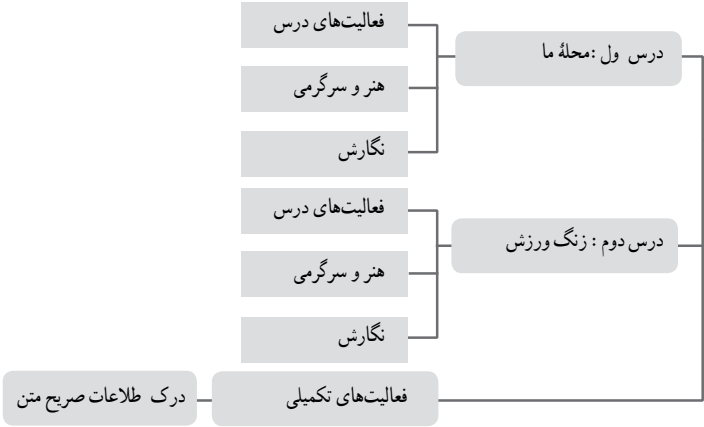 درس ول :محلۀ ما
فعالیت‌های درس
هنر و سرگرمی
نگارش
درس دوم : زنگ ورزش
فعالیت‌های درس
هنر و سرگرمی
نگارش
فعالیت‌های تکمیلی
درک طلاعات صریح متن